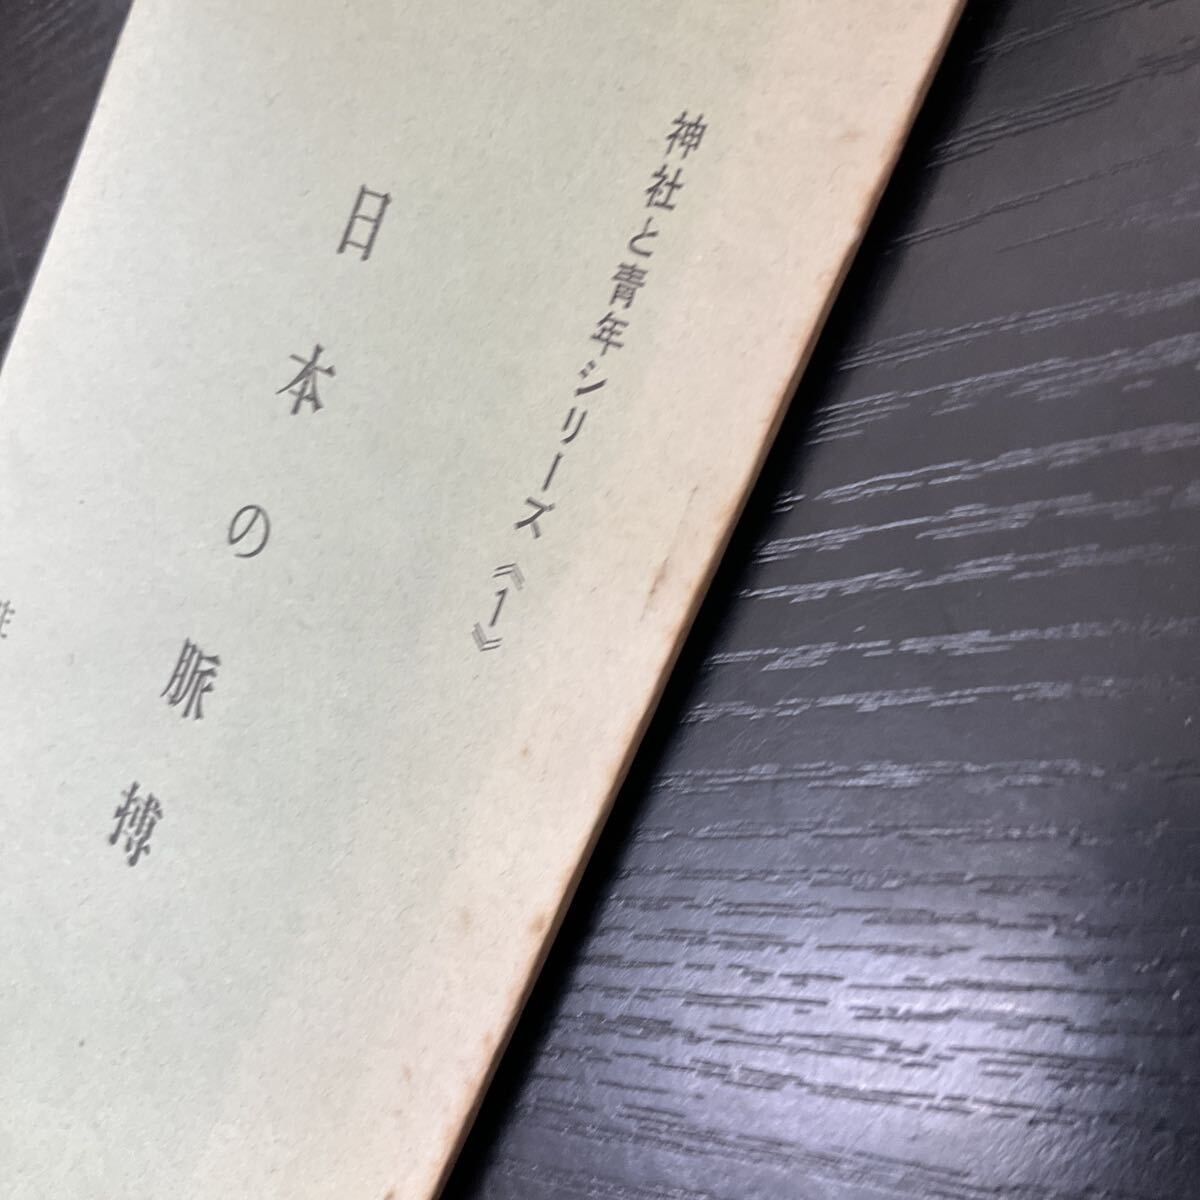 神社と青年シリーズ《1》
日本の脈搏